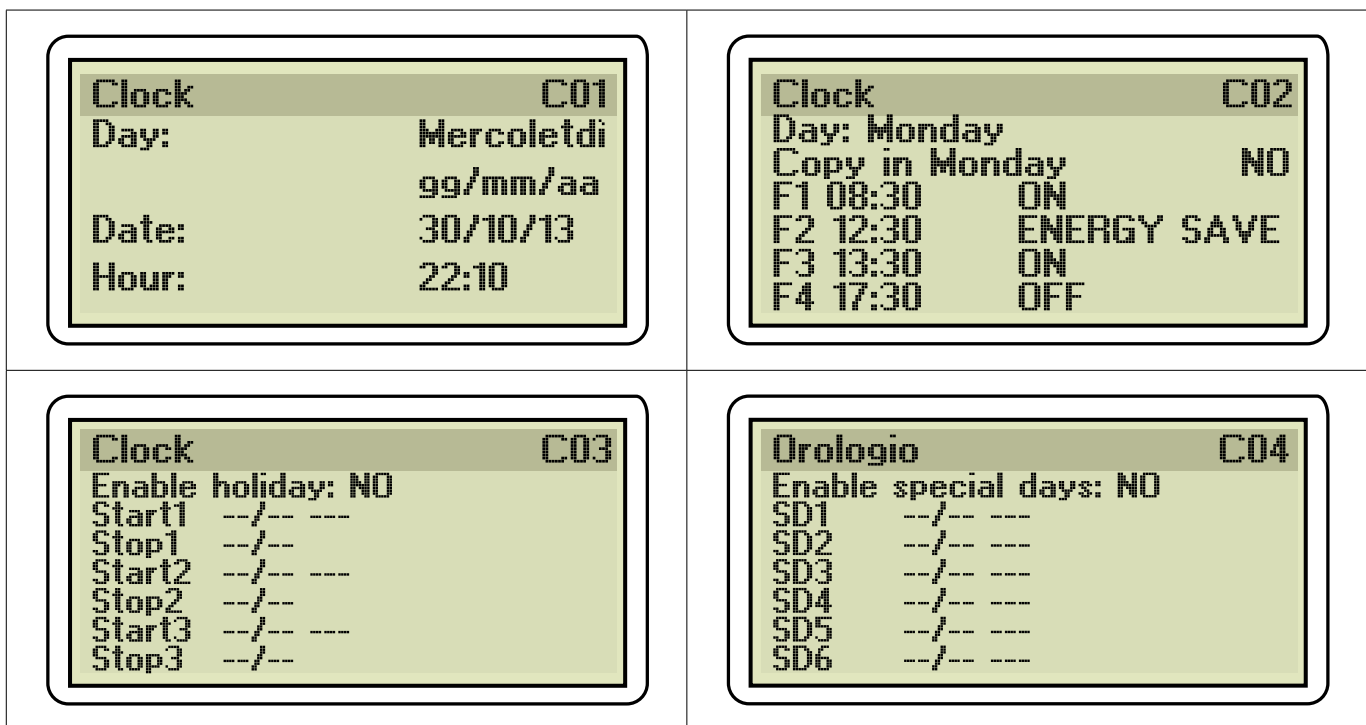 Clock C01
Day: Mercoletdì
gg/mm/aa
Date: 30/10/13
Hour: 22:10
Clock C02
Day: Monday
Copy in Monday NO
F1 08:30 ON
F2 12:30 ENERGY SAVE
F3 13:30 ON
F4 17:30 OFF
Clock C03
Enable holiday: NO
Start1 --/-- ---
Stop1 --/--
Start2 --/-- ---
Stop2 --/--
Start3 --/-- ---
Stop3 --/--
Orologio C04
Enable special days: NO
SD1 --/-- ---
SD2 --/-- ---
SD3 --/-- ---
SD4 --/-- ---
SD5 --/-- ---
SD6 --/-- ---